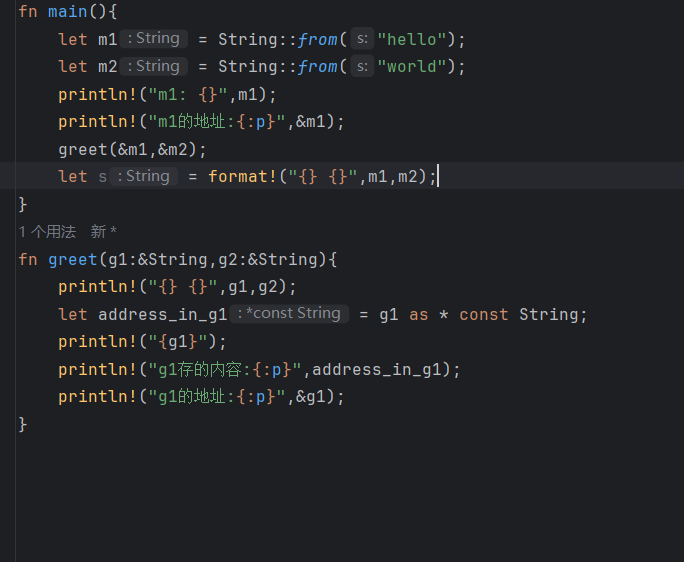 fn main(){
let m1 : String = String::from( s: "hello");
let m2 : String = String::from( s: "world");
println!("m1: {}",m1);
println!("m1的地址:{:p}",&m1);
greet(&m1,&m2);
let s : String = format!("{} {}",m1,m2);
}
1 个用法 新 *
fn greet(g1:&String,g2:&String){
println!("{} {}",g1,g2);
let address_in_g1 : *const String = g1 as * const String;
println!("{g1}");
println!("g1存的内容:{:p}",address_in_g1);
println!("g1的地址:{:p}",&g1);
}